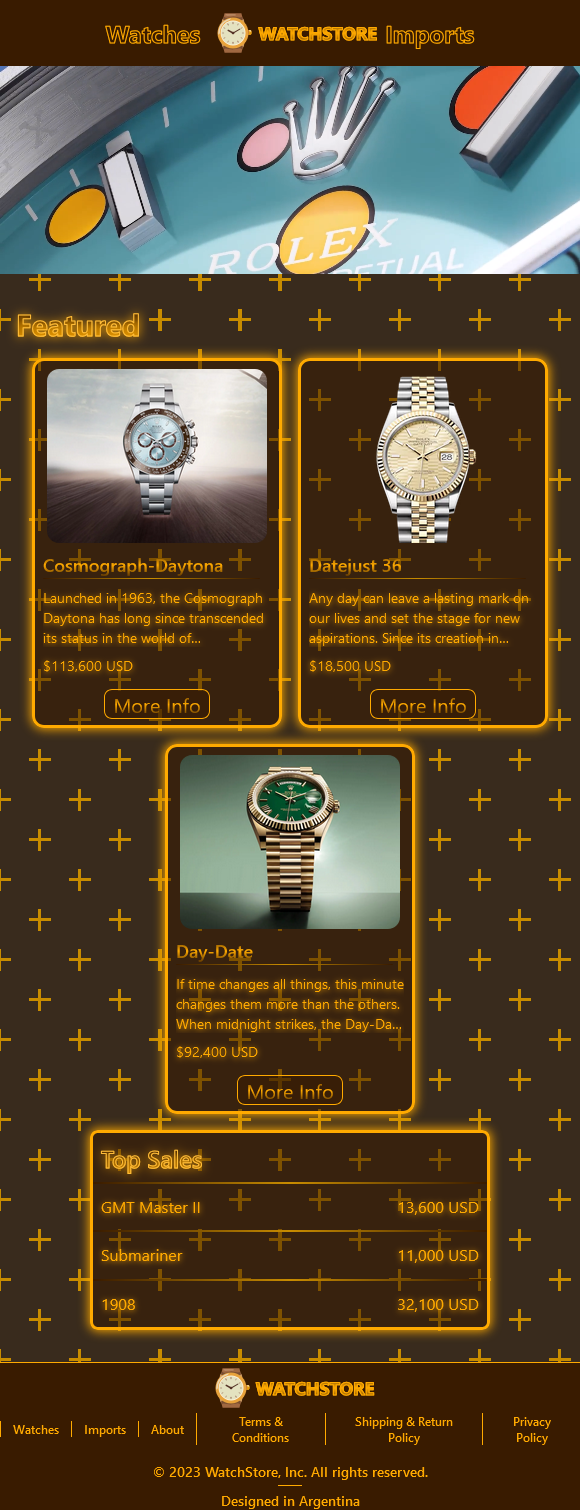 Watches WATCHSTORE Imports
ROLEX
PERPETUAL
Featured
Cosmograph-Daytona
Launched in 1963, the Cosmograph
Daytona has long since transcended
its status in the world of...
$113,600 USD
More Info
Datejust 36
Any day can leave a lasting mark on
our lives and set the stage for new
aspirations. Since its creation in...
$18,500 USD
More Info
28
Day-Date
If time changes all things, this minute
changes them more than the others.
When midnight strikes, the Day-Da...
$92,400 USD
More Info
Top Sales
GMT Master II 13,600 USD
Submariner 11,000 USD
1908 32,100 USD
WATCHSTORE
Watches Imports About
Terms &
Conditions
Shipping & Return
Policy
Privacy
Policy
© 2023 WatchStore, Inc. All rights reserved.
Designed in Argentina